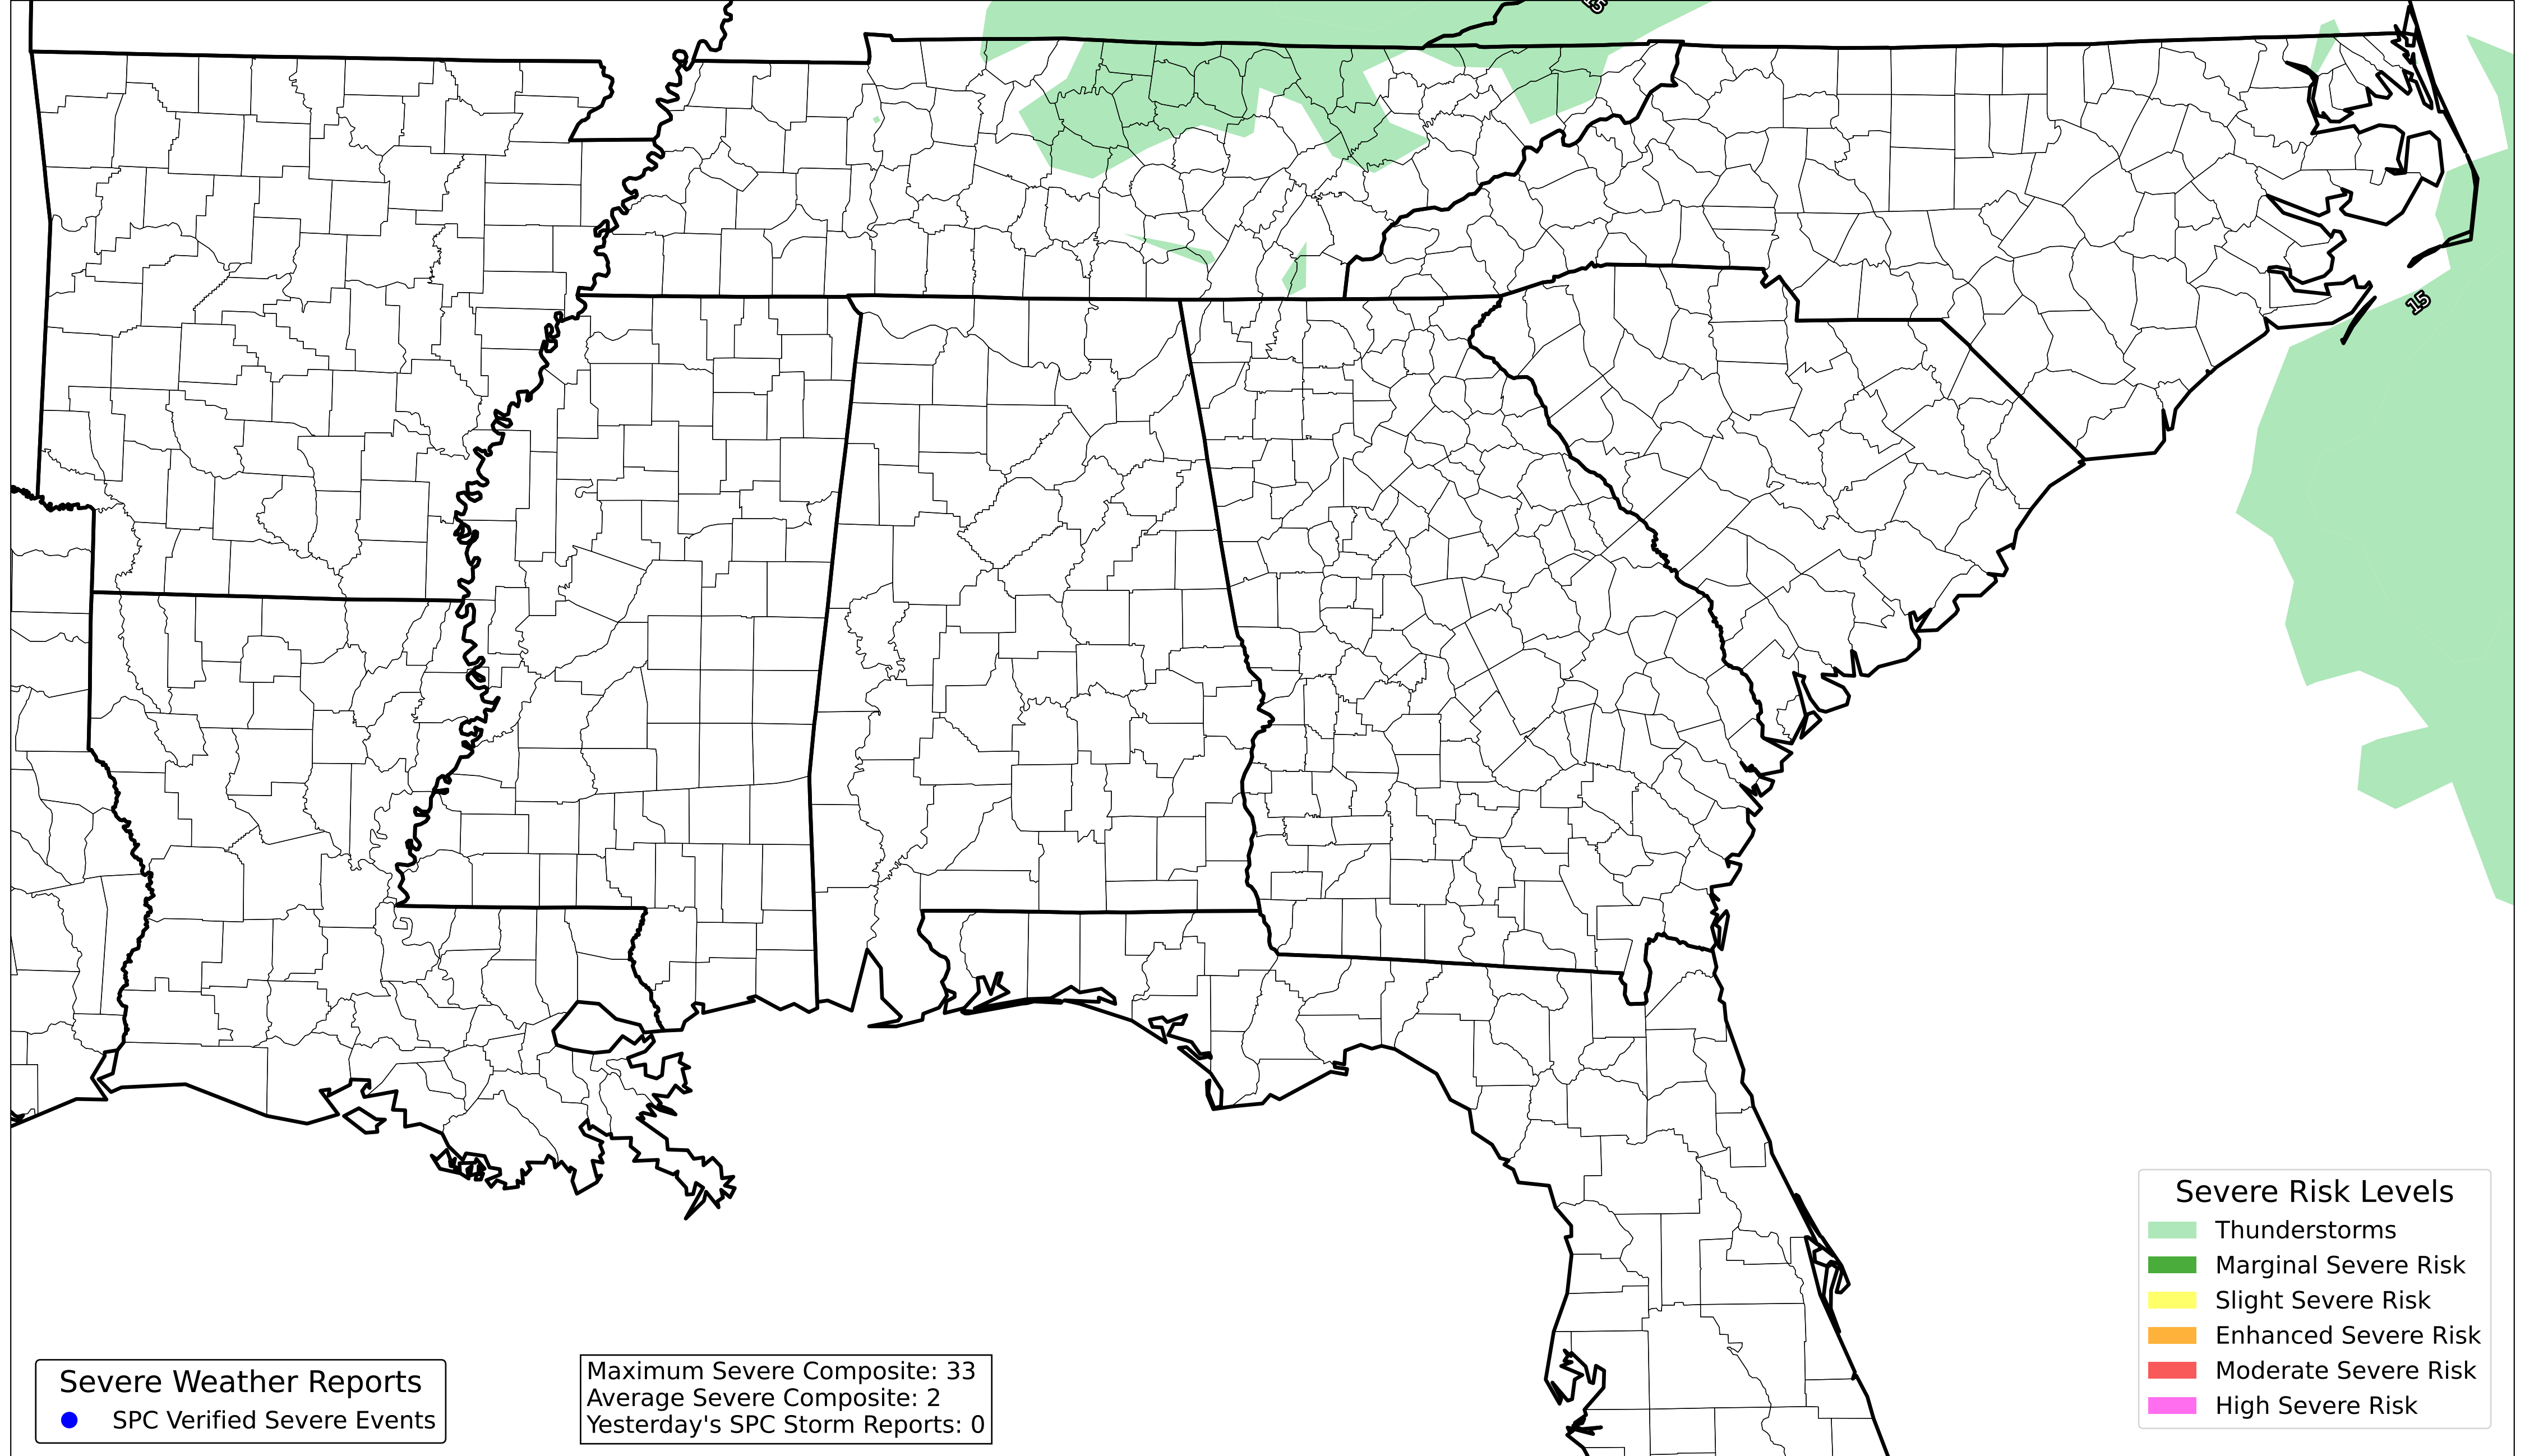 15
Severe Risk Levels
Thunderstorms
Marginal Severe Risk
Slight Severe Risk
Enhanced Severe Risk
Moderate Severe Risk
High Severe Risk
Severe Weather Reports
SPC Verified Severe Events
Maximum Severe Composite: 33
Average Severe Composite: 2
Yesterday's SPC Storm Reports: 0